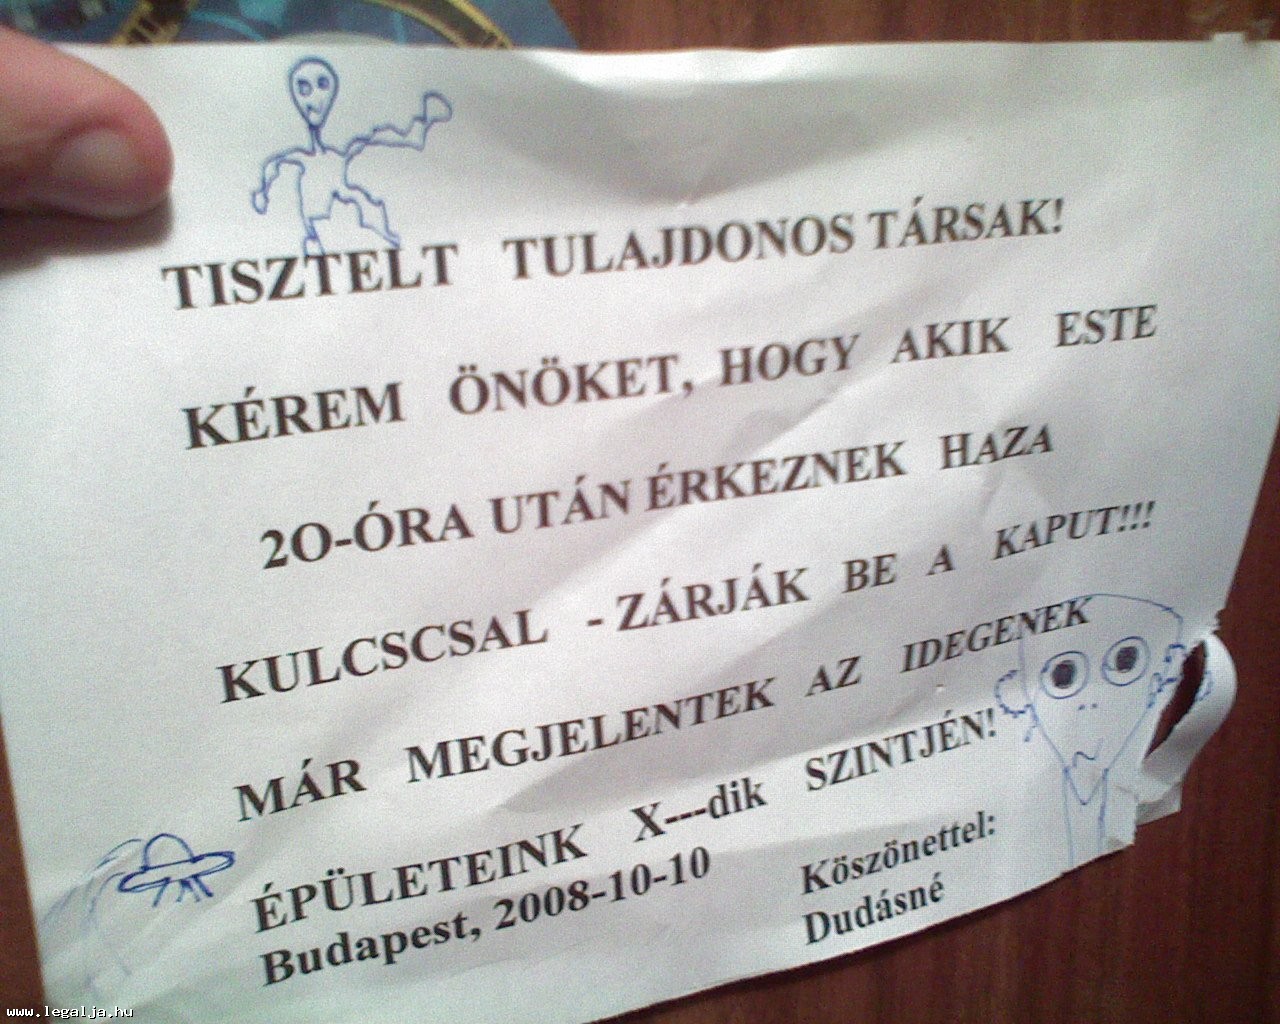 TISZTELT TULAJDONOS TÁRSAK!
KÉREM ÖNÖKET, HOGY AKIK ESTE
2O-ÓRA UTÁN ÉRKEZNEK HAZA
KULCSCSAL - ZÁRJÁK BE A KAPUT!!!
MÁR MEGJELENTEK AZ IDEGENEK
ÉPÜLETEINK X---dik SZINTJÉN!
Budapest, 2008-10-10
Köszönettel:
Dudásné
www.legalja.hu